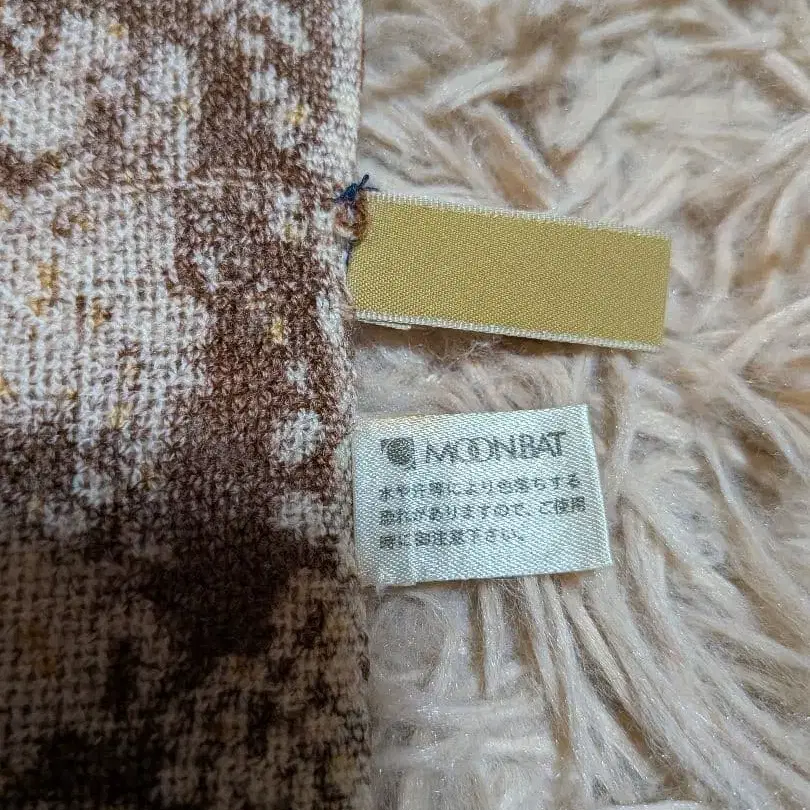 MOONBAT
水や汗等により色落ちする
恐れがありますので、ご使用
時に御注意下さい。